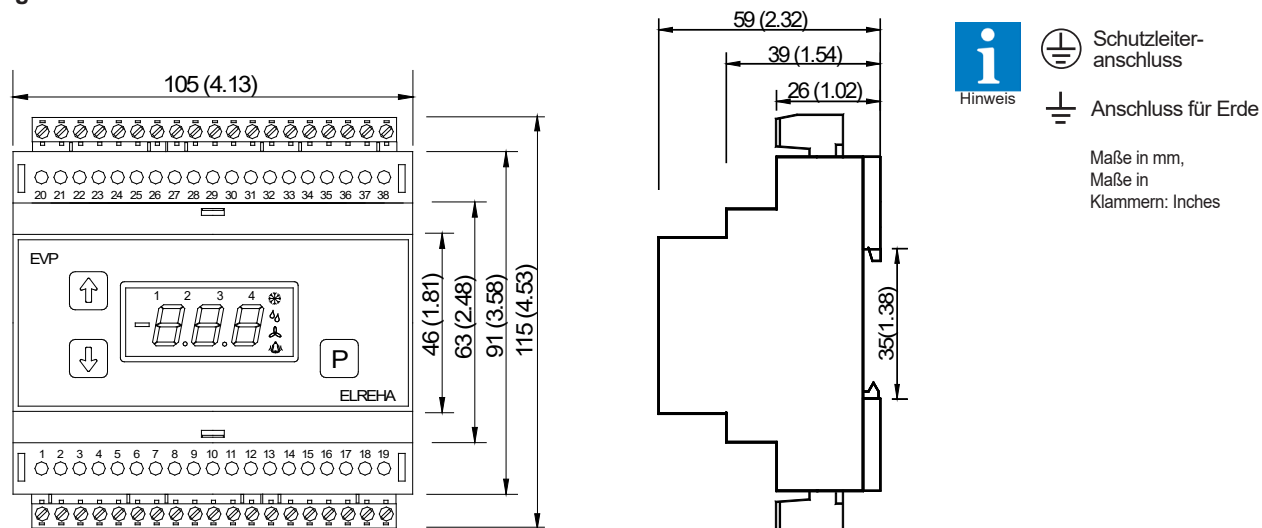 g
59 (2.32)
39 (1.54)
26 (1.02)
105 (4.13)
20 21 22 23 24 25 26 27 28 29 30 31 32 33 34 35 36 37 38
EVP
1 2 3 4
-8.8.8
P
ELREHA
1 2 3 4 5 6 7 8 9 10 11 12 13 14 15 16 17 18 19
46 (1.81)
63 (2.48)
91 (3.58)
115 (4.53)
35(1.38)
i
Hinweis
Schutzleiter-
anschluss
Anschluss für Erde
Maße in mm,
Maße in
Klammern: Inches